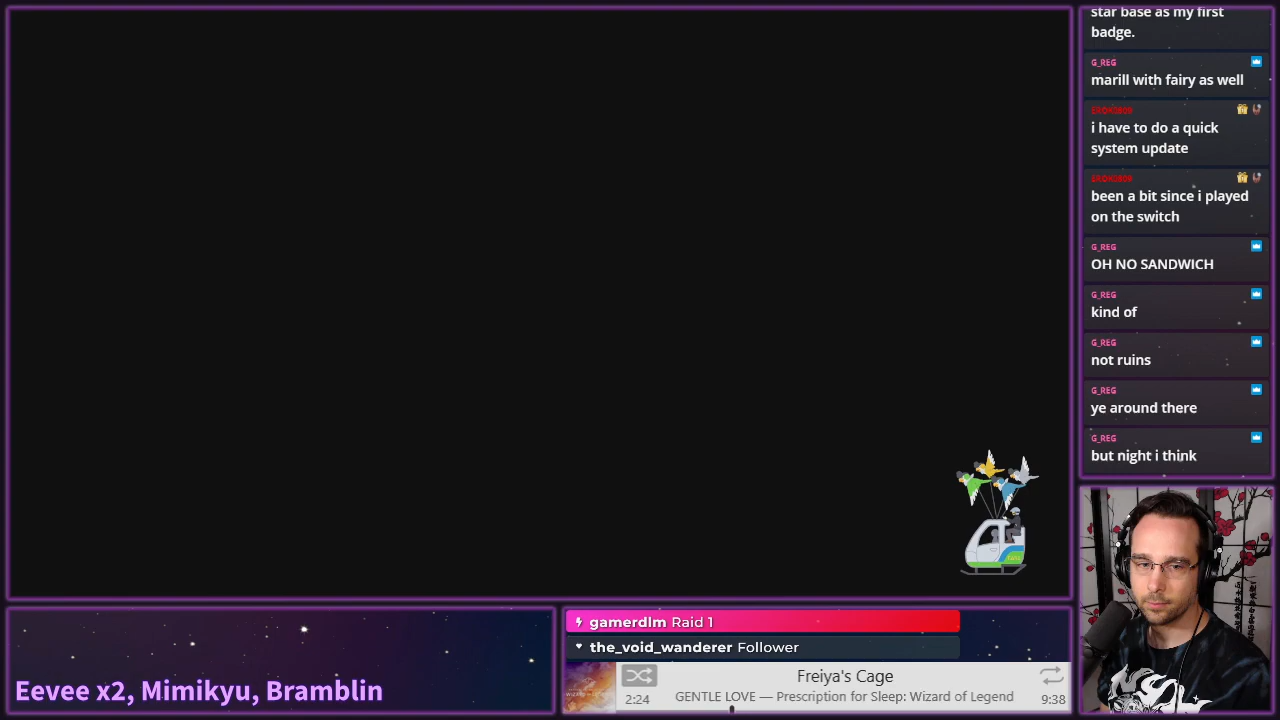 star base as my first
badge.
G_REG
marill with fairy as well
i have to do a quick
system update
been a bit since i played
on the switch
G_REG
OH NO SANDWICH
G_REG
kind of
G_REG
not ruins
G_REG
ye around there
G_REG
but night i think
gamerdlm Raid 1
the_void_wanderer Follower
Freiya's Cage
2:24
GENTLE LOVE — Prescription for Sleep: Wizard of Legend
9:38
Eevee x2, Mimikyu, Bramblin